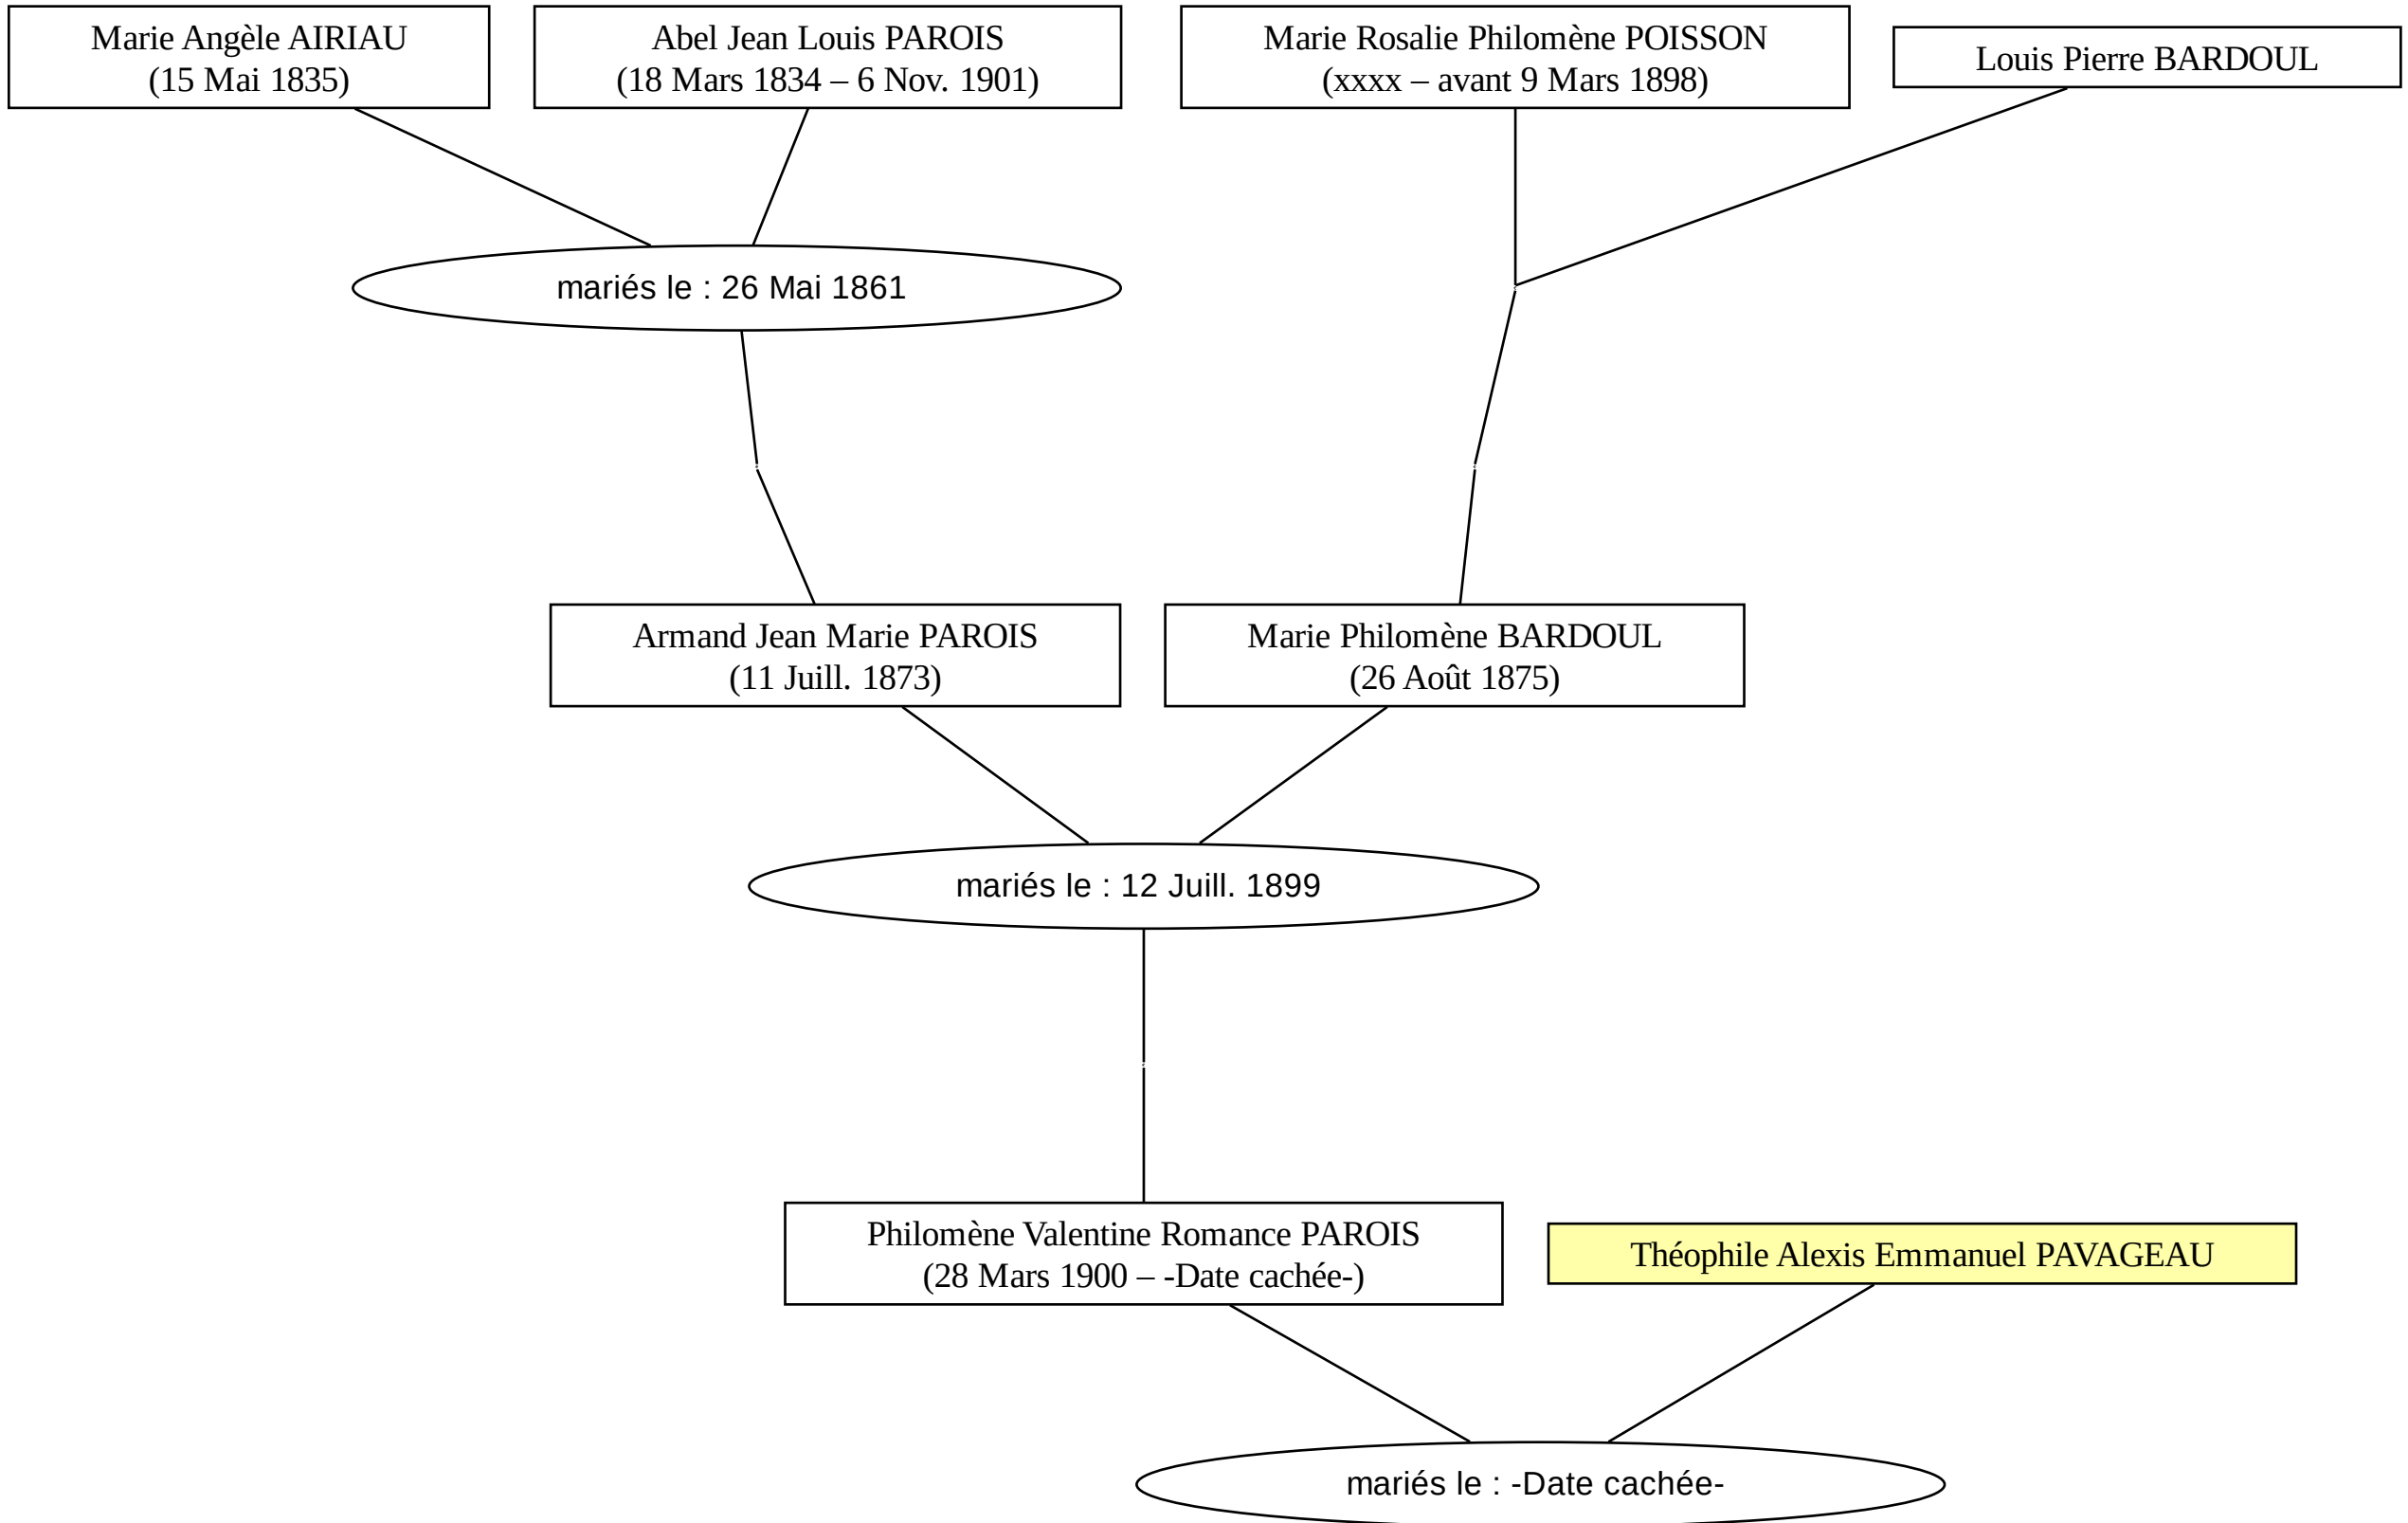 Marie Angèle AIRIAU
(15 Mai 1835)
Abel Jean Louis PAROIS
(18 Mars 1834 – 6 Nov. 1901)
Marie Rosalie Philomène POISSON
(xxxx – avant 9 Mars 1898)
Louis Pierre BARDOUL
mariés le : 26 Mai 1861
Armand Jean Marie PAROIS
(11 Juill. 1873)
Marie Philomène BARDOUL
(26 Août 1875)
mariés le : 12 Juill. 1899
Philomène Valentine Romance PAROIS
(28 Mars 1900 – -Date cachée-)
Théophile Alexis Emmanuel PAVAGEAU
mariés le : -Date cachée-